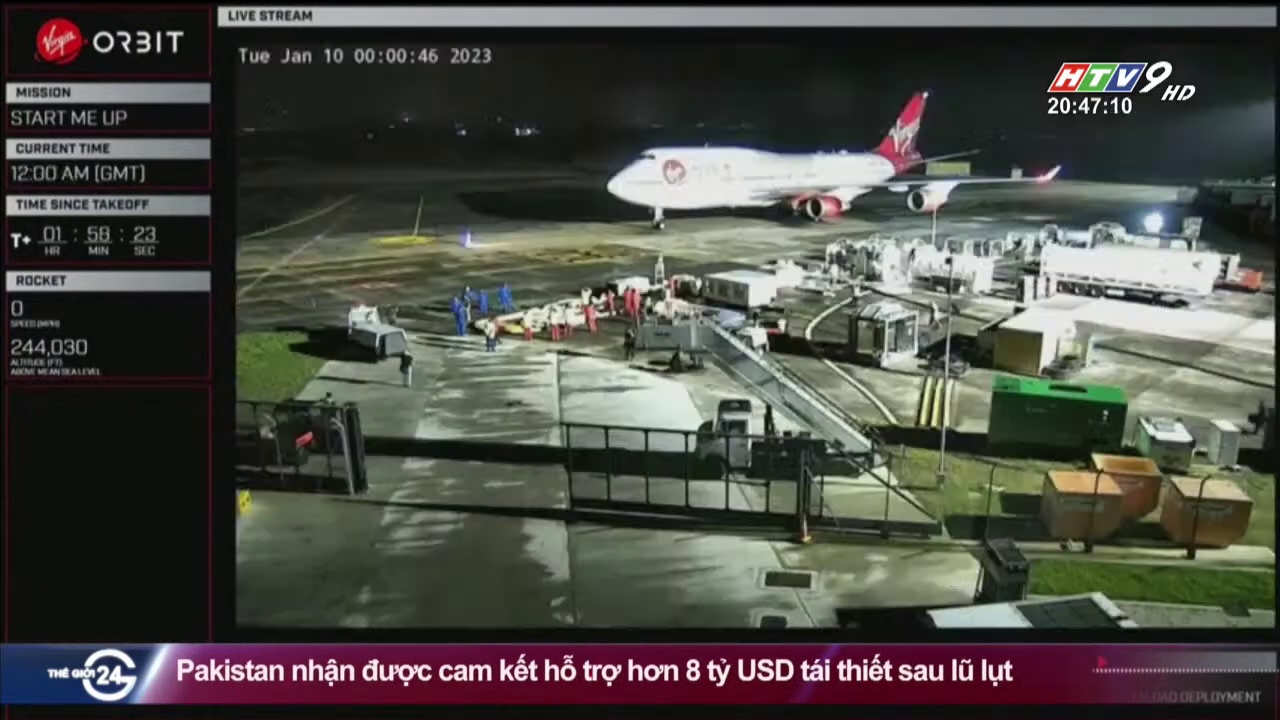 Virgin ORBIT
LIVE STREAM
Tue Jan 10 00:00:46 2023
HTV9 HD
20:47:10
MISSION
START ME UP
CURRENT TIME
12:00 AM (GMT)
TIME SINCE TAKEOFF
T+ 01 : 58 : 23
HR MIN SEC
ROCKET
0
SPEED (MPH)
244,030
ALTITUDE (FT)
ABOVE MEAN SEA LEVEL
THẾ GIỚI 24G
Pakistan nhận được cam kết hỗ trợ hơn 8 tỷ USD tái thiết sau lũ lụt
DEPLOYMENT